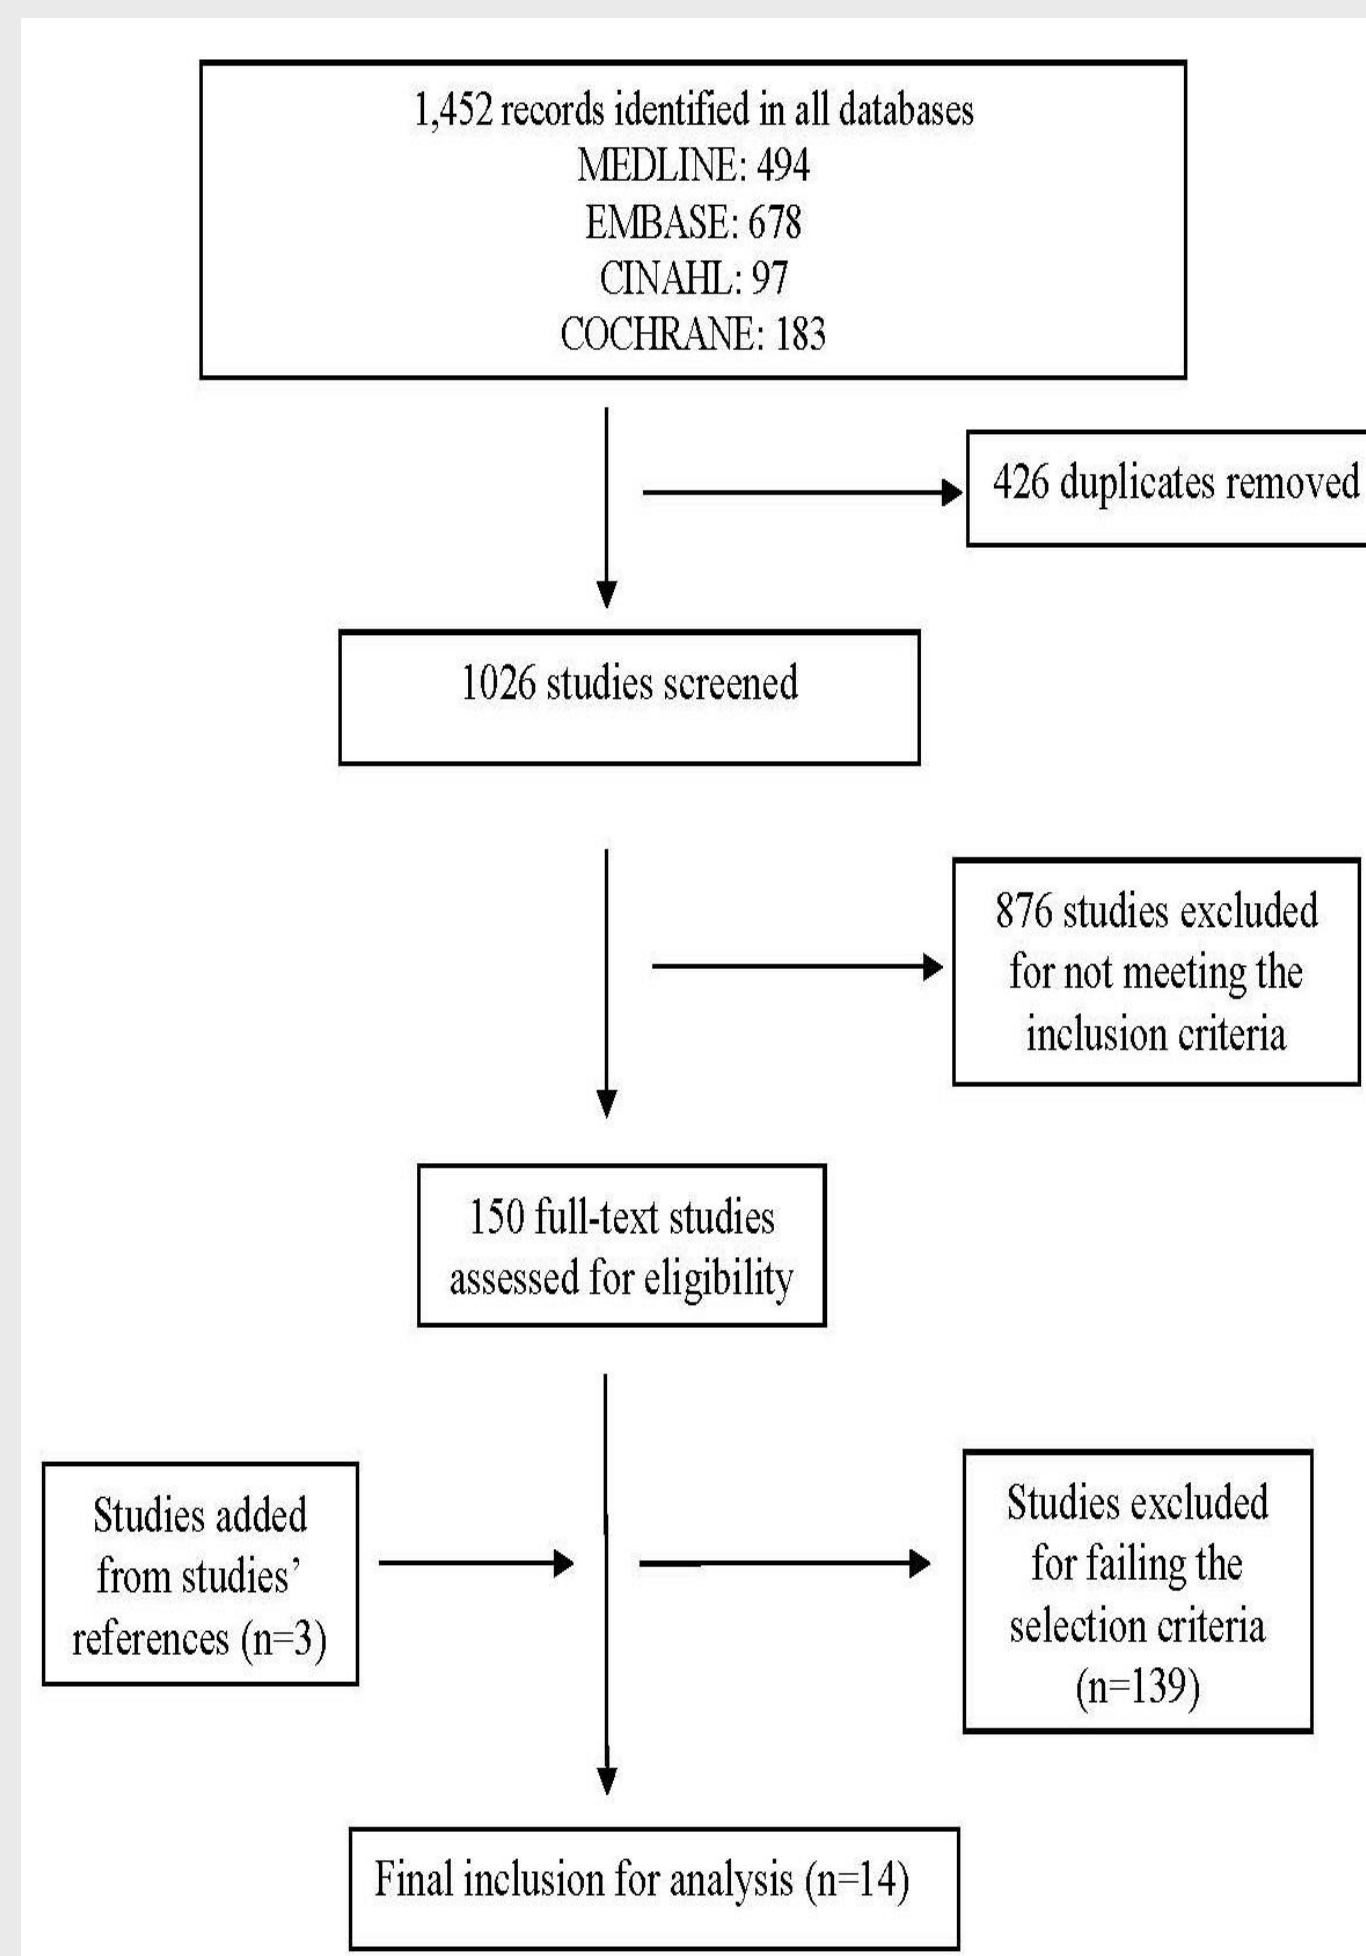 1,452 records identified in all databases
MEDLINE: 494
EMBASE: 678
CINAHL: 97
COCHRANE: 183
426 duplicates removed
1026 studies screened
876 studies excluded
for not meeting the
inclusion criteria
150 full-text studies
assessed for eligibility
Studies added
from studies’
references (n=3)
Studies excluded
for failing the
selection criteria
(n=139)
Final inclusion for analysis (n=14)